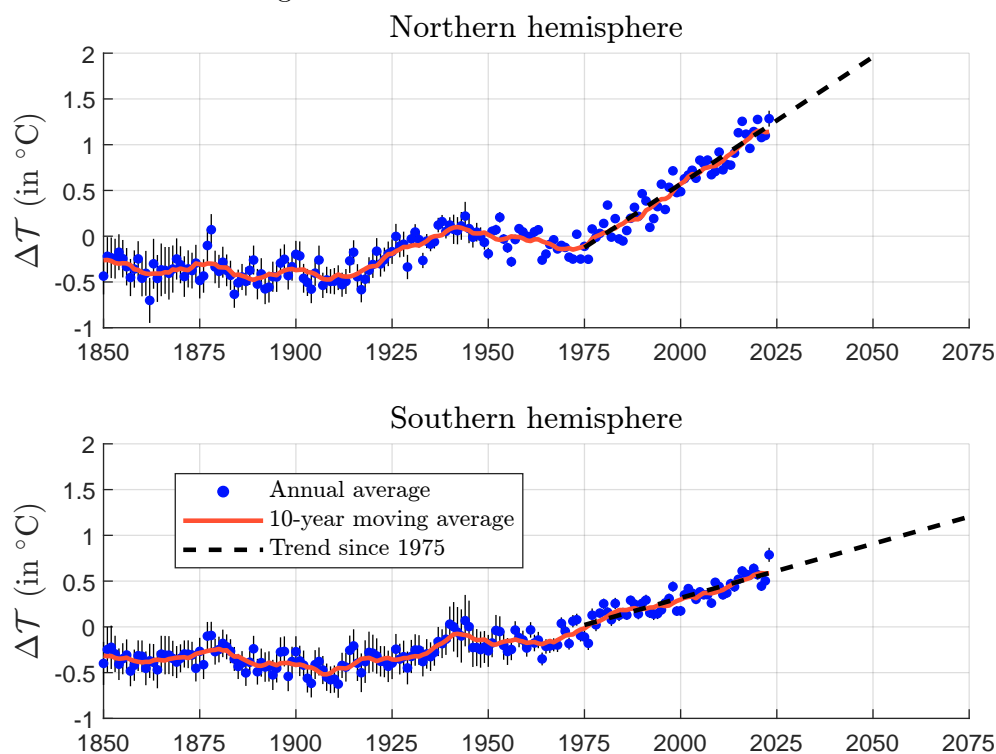 Northern hemisphere
2
1.5
1
0.5
0
-0.5
-1
ΔT (in °C)
1850 1875 1900 1925 1950 1975 2000 2025 2050 2075
Southern hemisphere
2
1.5
1
0.5
0
-0.5
-1
ΔT (in °C)
Annual average
10-year moving average
Trend since 1975
1850 1875 1900 1925 1950 1975 2000 2025 2050 2075